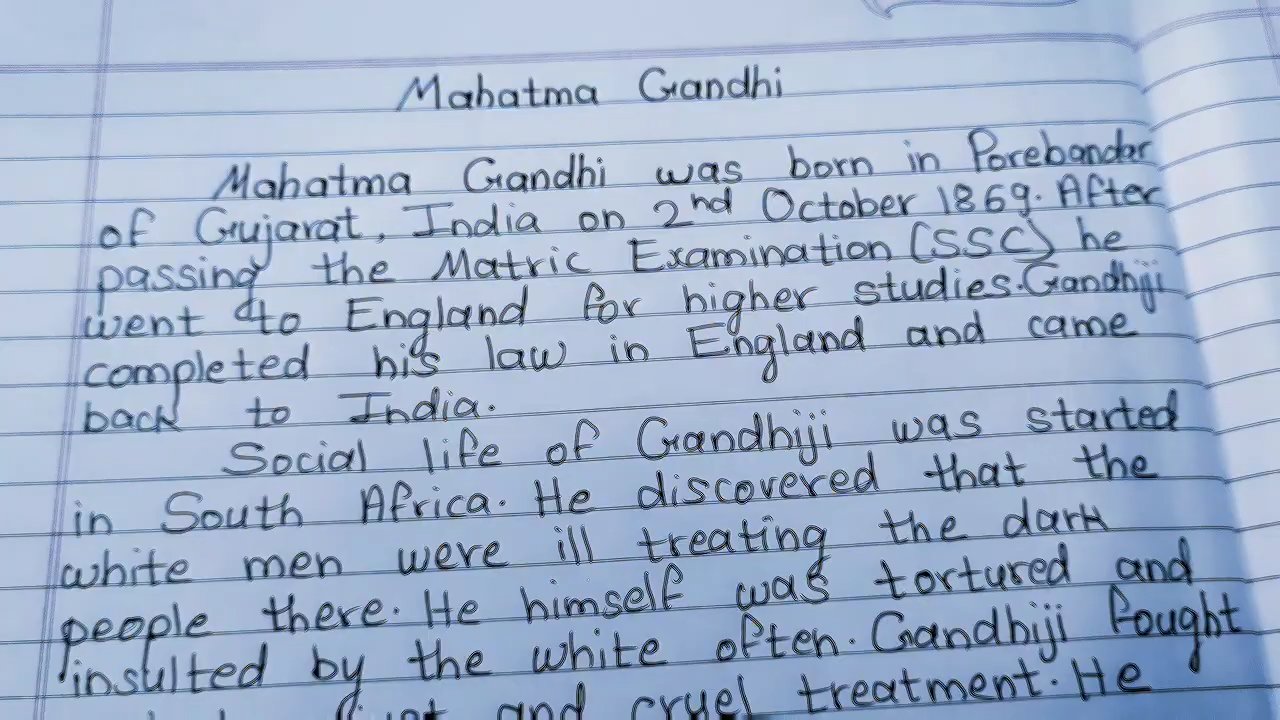 Mahatma Gandhi
Mahatma Gandhi was born in Porebandar
of Gujarat, India on 2nd October 1869. After
passing the Matric Examination (SSC) he
went to England for higher studies. Gandhiji
completed his law in England and came
back to India.
Social life of Gandhiji was started
in South Africa. He discovered that the
white men were ill treating the dark
people there. He himself was tortured and
insulted by the white often. Gandhiji fought
and cruel treatment. He